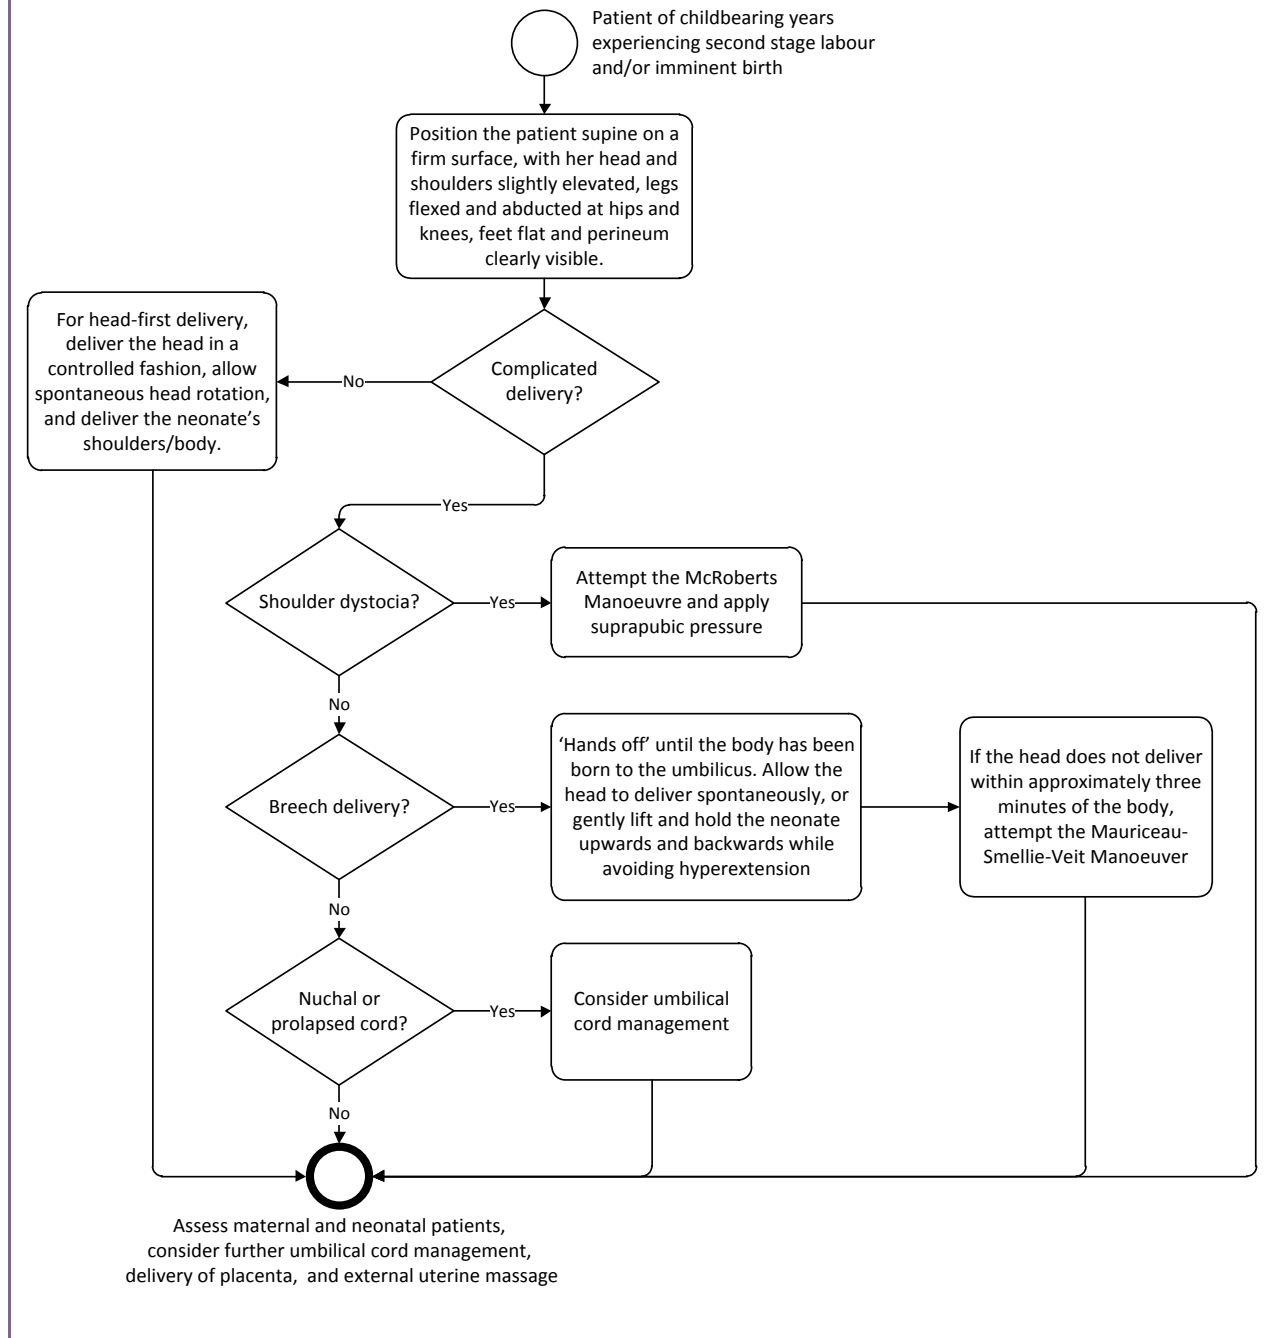 Patient of childbearing years
experiencing second stage labour
and/or imminent birth
Position the patient supine on a
firm surface, with her head and
shoulders slightly elevated, legs
flexed and abducted at hips and
knees, feet flat and perineum
clearly visible.
For head-first delivery,
deliver the head in a
controlled fashion, allow
spontaneous head rotation,
and deliver the neonate’s
shoulders/body.
No
Complicated
delivery?
Yes
Shoulder dystocia?
Yes
Attempt the McRoberts
Manoeuvre and apply
suprapubic pressure
No
Breech delivery?
Yes
‘Hands off’ until the body has been
born to the umbilicus. Allow the
head to deliver spontaneously, or
gently lift and hold the neonate
upwards and backwards while
avoiding hyperextension
If the head does not deliver
within approximately three
minutes of the body,
attempt the Mauriceau-
Smellie-Veit Manoeuver
No
Nuchal or
prolapsed cord?
Yes
Consider umbilical
cord management
No
Assess maternal and neonatal patients,
consider further umbilical cord management,
delivery of placenta,  and external uterine massage